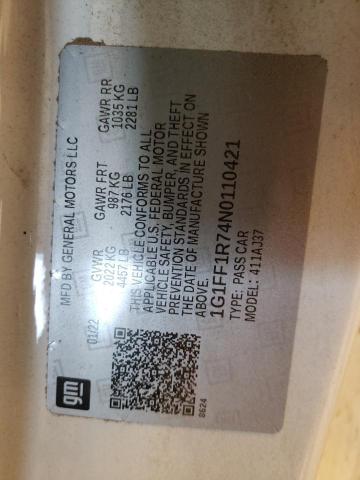 MFD BY GENERAL MOTORS LLC
01/22 GVWR GAWR FRT GAWR RR
2022 KG 987 KG 1035 KG
4457 LB 2176 LB 2281 LB
THIS VEHICLE CONFORMS TO ALL
APPLICABLE U.S. FEDERAL MOTOR
VEHICLE SAFETY, BUMPER, AND THEFT
PREVENTION STANDARDS IN EFFECT ON
THE DATE OF MANUFACTURE SHOWN
ABOVE.
1G1FF1R74N0110421
TYPE: PASS CAR
MODEL: 411AJ37
gm
8624